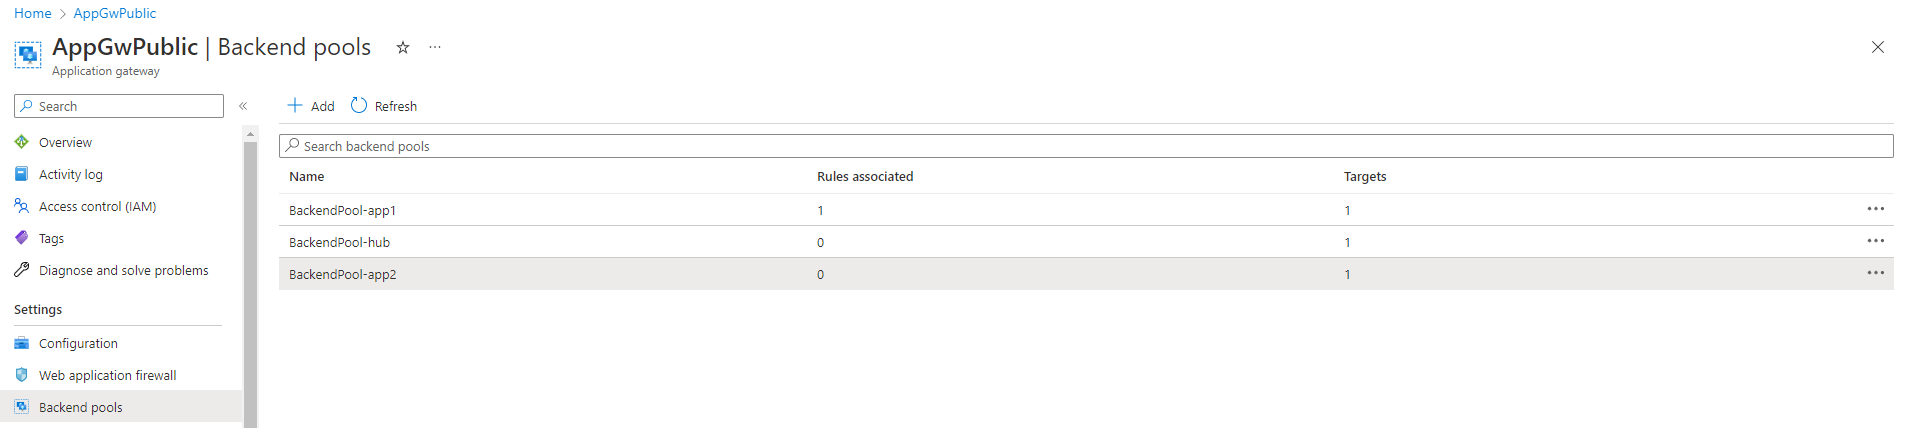 Home > AppGwPublic
AppGwPublic | Backend pools ☆ ···
Application gateway
Search «
+ Add Refresh
Search backend pools
Overview
Activity log
Access control (IAM)
Tags
Diagnose and solve problems
Settings
Configuration
Web application firewall
Backend pools
Name Rules associated Targets
BackendPool-app1 1 1 ···
BackendPool-hub 0 1 ···
BackendPool-app2 0 1 ···